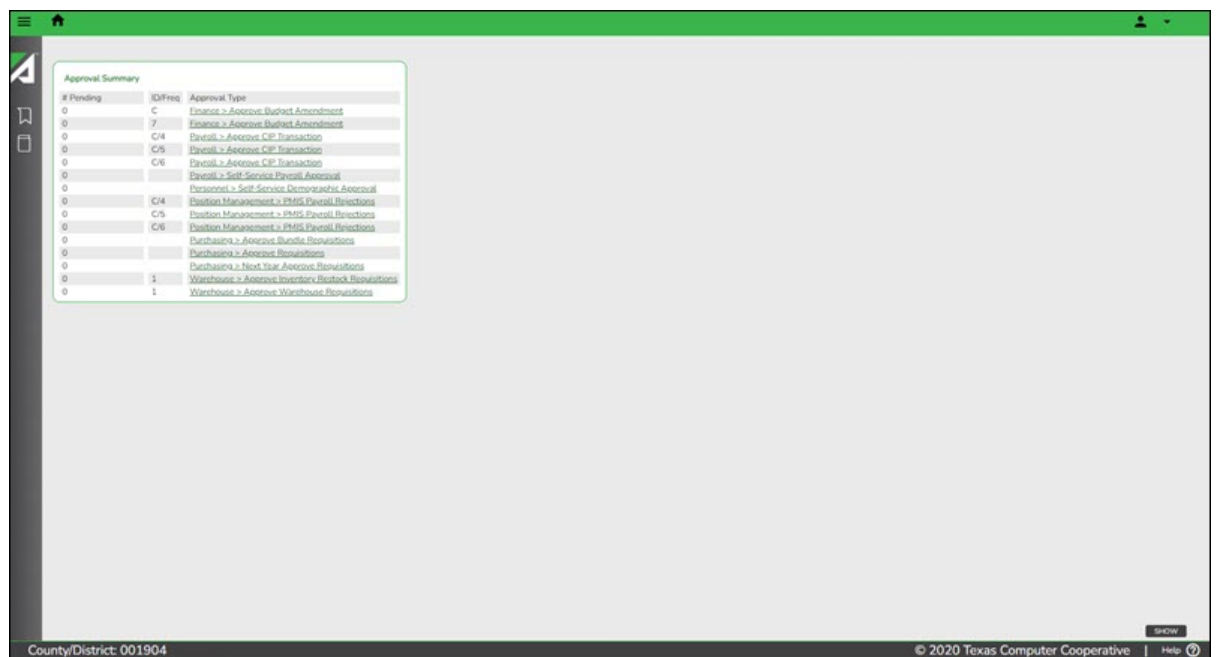 Approval Summary
# Pending ID/Freq Approval Type
0 C Finance > Approve Budget Amendment
0 7 Finance > Approve Budget Amendment
0 C/4 Payroll > Approve CIP Transaction
0 C/5 Payroll > Approve CIP Transaction
0 C/6 Payroll > Approve CIP Transaction
0 Payroll > Self-Service Payroll Approval
0 Personnel > Self-Service Demographic Approval
0 C/4 Position Management > PMIS Payroll Rejections
0 C/5 Position Management > PMIS Payroll Rejections
0 C/6 Position Management > PMIS Payroll Rejections
0 Purchasing > Approve Bundle Requisitions
0 Purchasing > Approve Requisitions
0 Purchasing > Next Year Approve Requisitions
0 1 Warehouse > Approve Inventory Restock Requisitions
0 1 Warehouse > Approve Warehouse Requisitions
SHOW
County/District: 001904 © 2020 Texas Computer Cooperative | Help ?